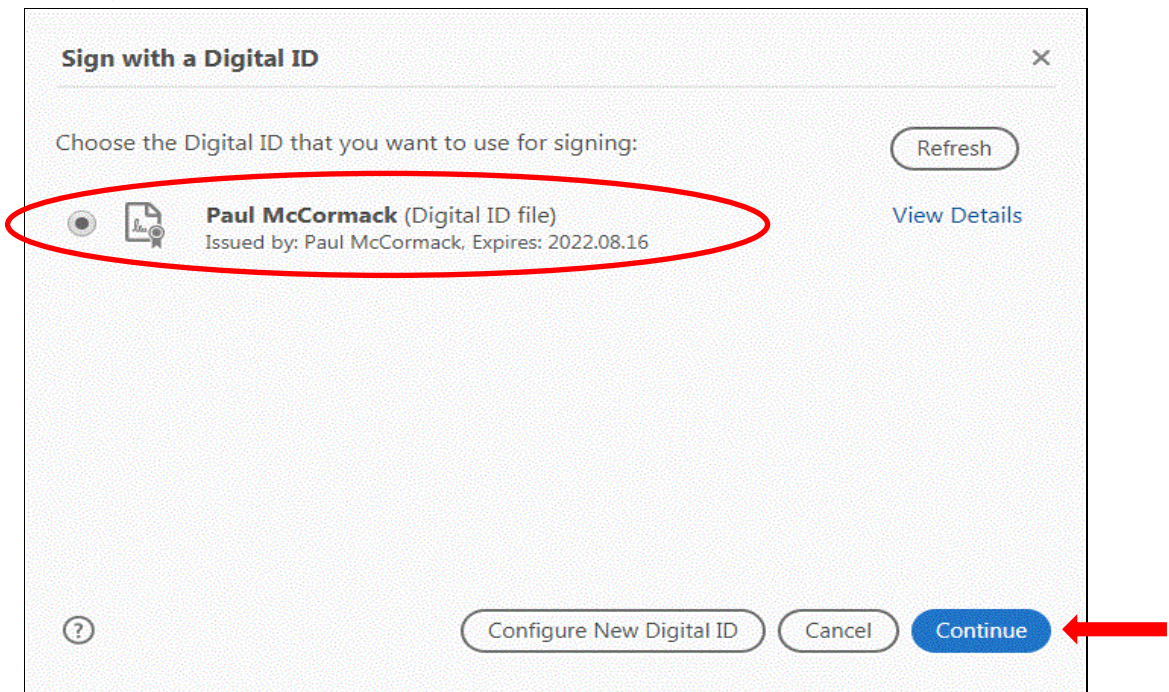 Sign with a Digital ID
Choose the Digital ID that you want to use for signing:
Refresh
Paul McCormack (Digital ID file)
View Details
Issued by: Paul McCormack, Expires: 2022.08.16
?
Configure New Digital ID
Cancel
Continue